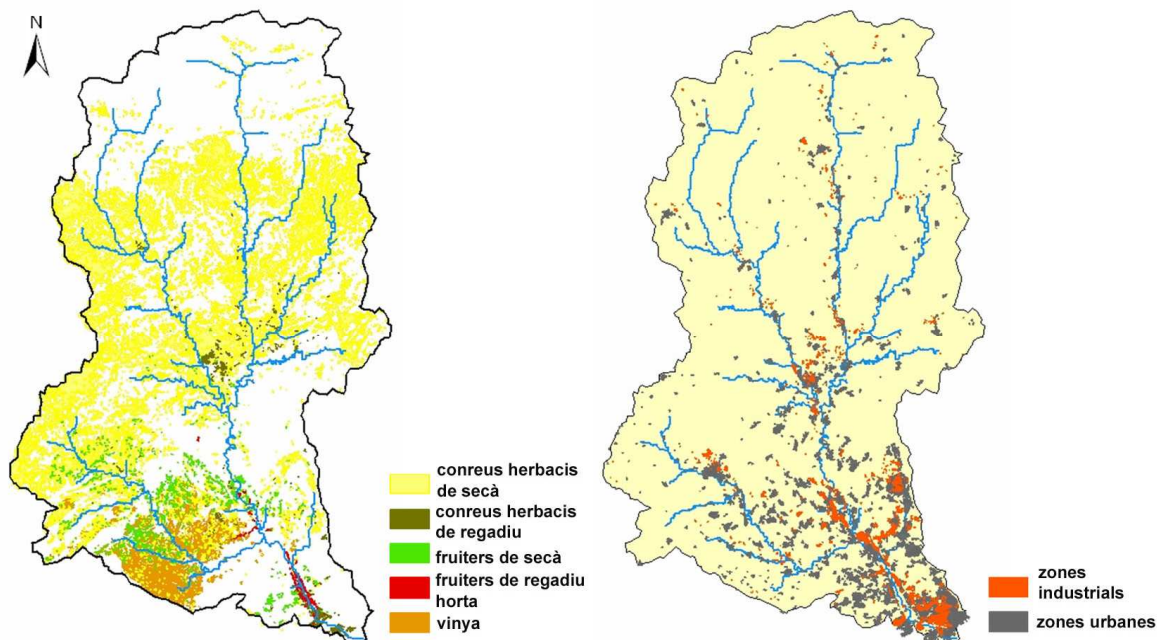 N
conreus herbacis
de secà
conreus herbacis
de regadiu
fruiters de secà
fruiters de regadiu
horta
vinya
zones
industrials
zones urbanes